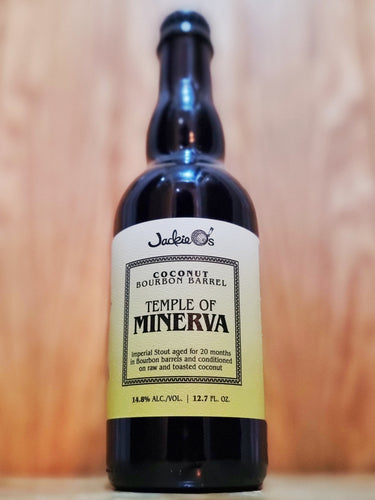 Jackie O's
COCONUT
BOURBON BARREL
TEMPLE OF
MINERVA
Imperial Stout aged for 20 months
in Bourbon barrels and conditioned
on raw and toasted coconut
14.8% ALC./VOL. | 12.7 FL. OZ.